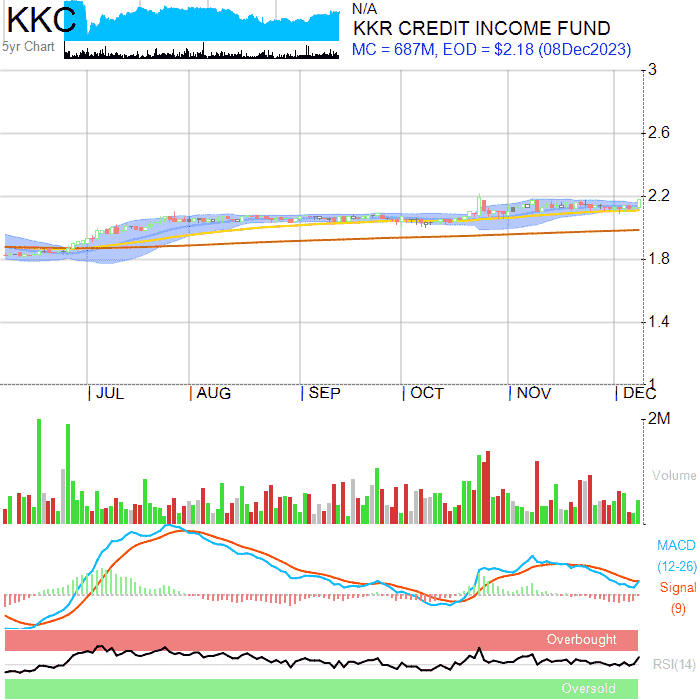 KKC
5yr Chart
N/A
KKR CREDIT INCOME FUND
MC = 687M, EOD = $2.18 (08Dec2023)
3
2.6
2.2
1.8
1.4
1
JUL AUG SEP OCT NOV DEC
2M
Volume
MACD
(12-26)
Signal
(9)
Overbought
RSI(14)
Oversold